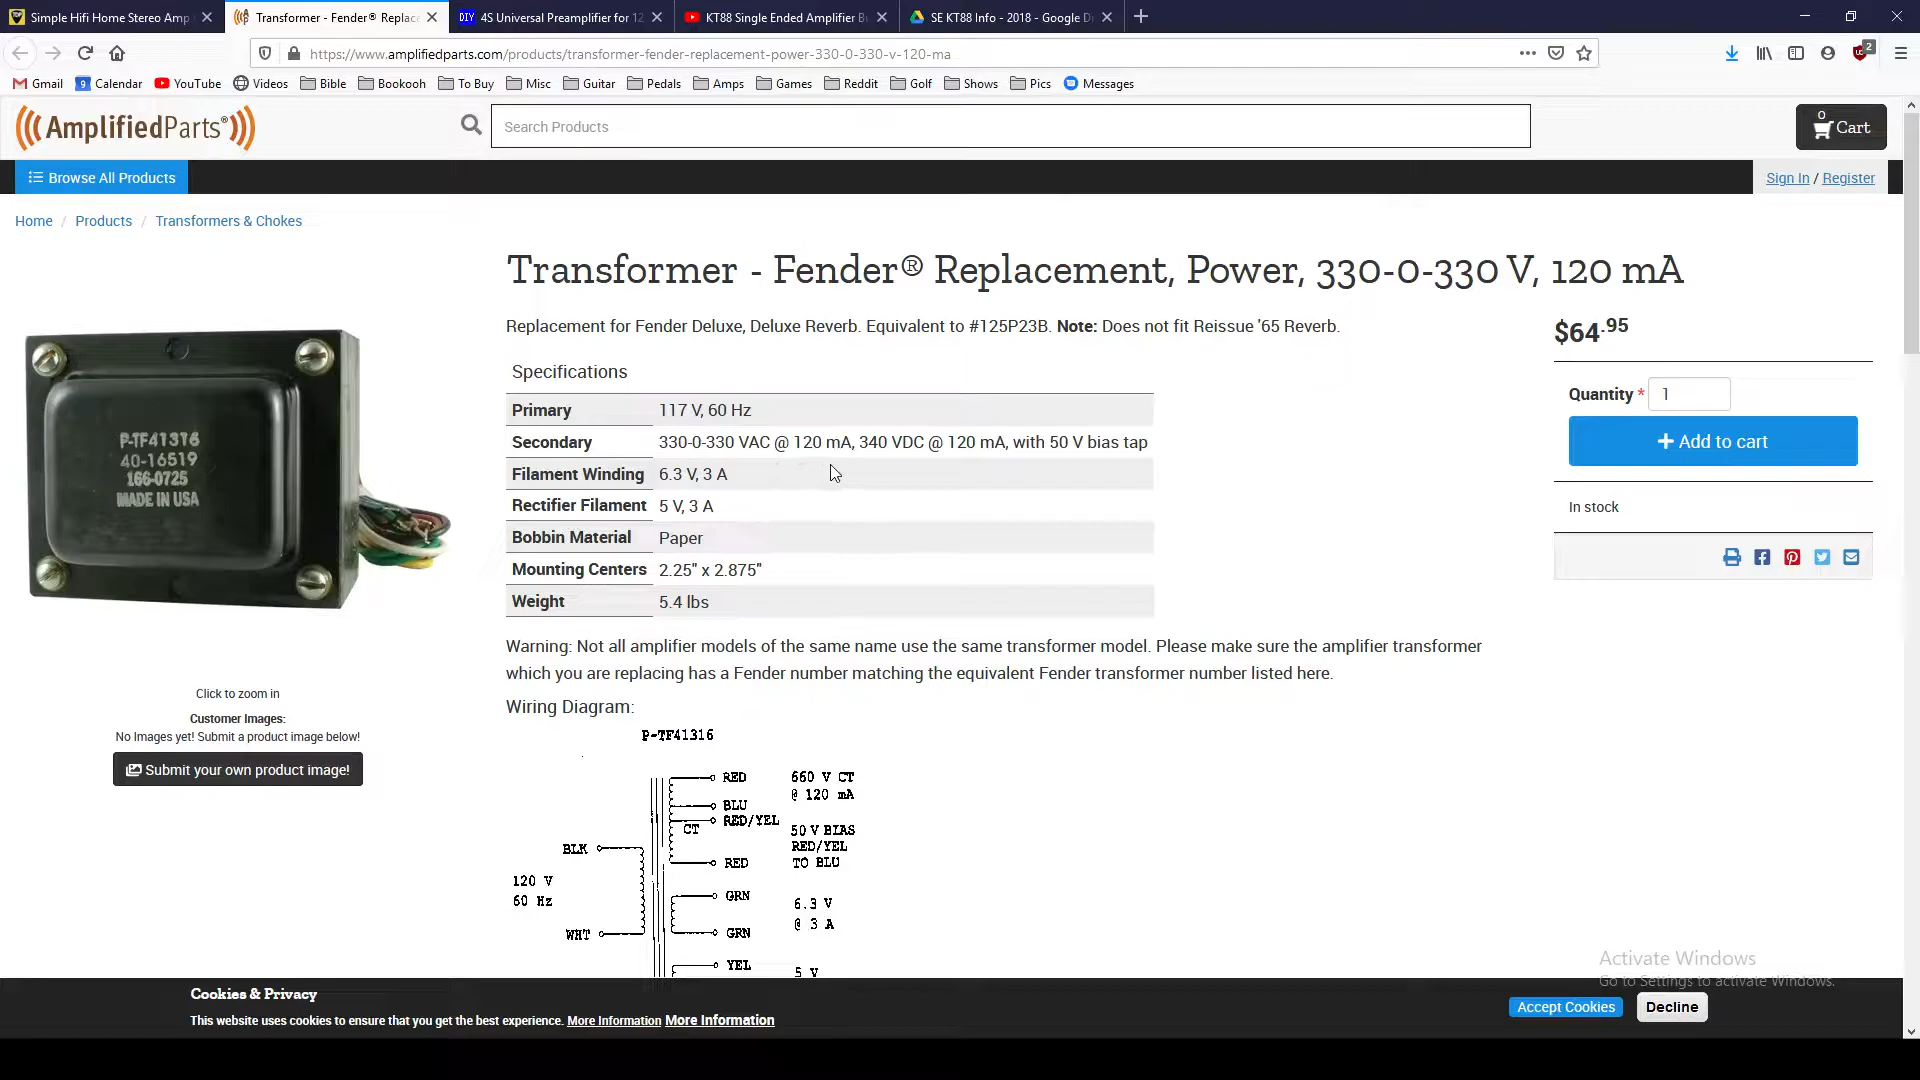 Simple Hifi Home Stereo Amp
Transformer - Fender® Replac
DIY 4S Universal Preamplifier for 12
KT88 Single Ended Amplifier B
SE KT88 Info - 2018 - Google D
https://www.amplifiedparts.com/products/transformer-fender-replacement-power-330-0-330-v-120-ma
2
Gmail 9 Calendar YouTube Videos Bible Bookooh To Buy Misc Guitar Pedals Amps Games Reddit Golf Shows Pics Messages
AmplifiedParts®
Search Products
0
Cart
Browse All Products
Sign In / Register
Home / Products / Transformers & Chokes
Transformer - Fender® Replacement, Power, 330-0-330 V, 120 mA
Replacement for Fender Deluxe, Deluxe Reverb. Equivalent to #125P23B. Note: Does not fit Reissue '65 Reverb.
$64.95
Specifications
Quantity * 1
Primary 117 V, 60 Hz
Secondary 330-0-330 VAC @ 120 mA, 340 VDC @ 120 mA, with 50 V bias tap
+ Add to cart
Filament Winding 6.3 V, 3 A
Rectifier Filament 5 V, 3 A
In stock
Bobbin Material Paper
Mounting Centers 2.25" x 2.875"
Weight 5.4 lbs
P-TF41316
40-16519
166-0725
MADE IN USA
Warning: Not all amplifier models of the same name use the same transformer model. Please make sure the amplifier transformer
which you are replacing has a Fender number matching the equivalent Fender transformer number listed here.
Click to zoom in
Customer Images:
No Images yet! Submit a product image below!
Submit your own product image!
Wiring Diagram:
P-TF41316
RED 660 V CT
@ 120 mA
BLU
RED/YEL
CT
50 V BIAS
RED/YEL
TO BLU
RED
BLK
120 V
60 Hz
WHT
GRN
6.3 V
@ 3 A
GRN
YEL
5 V
Activate Windows
Go to Settings to activate Windows.
Cookies & Privacy
This website uses cookies to ensure that you get the best experience. More Information More Information
Accept Cookies
Decline